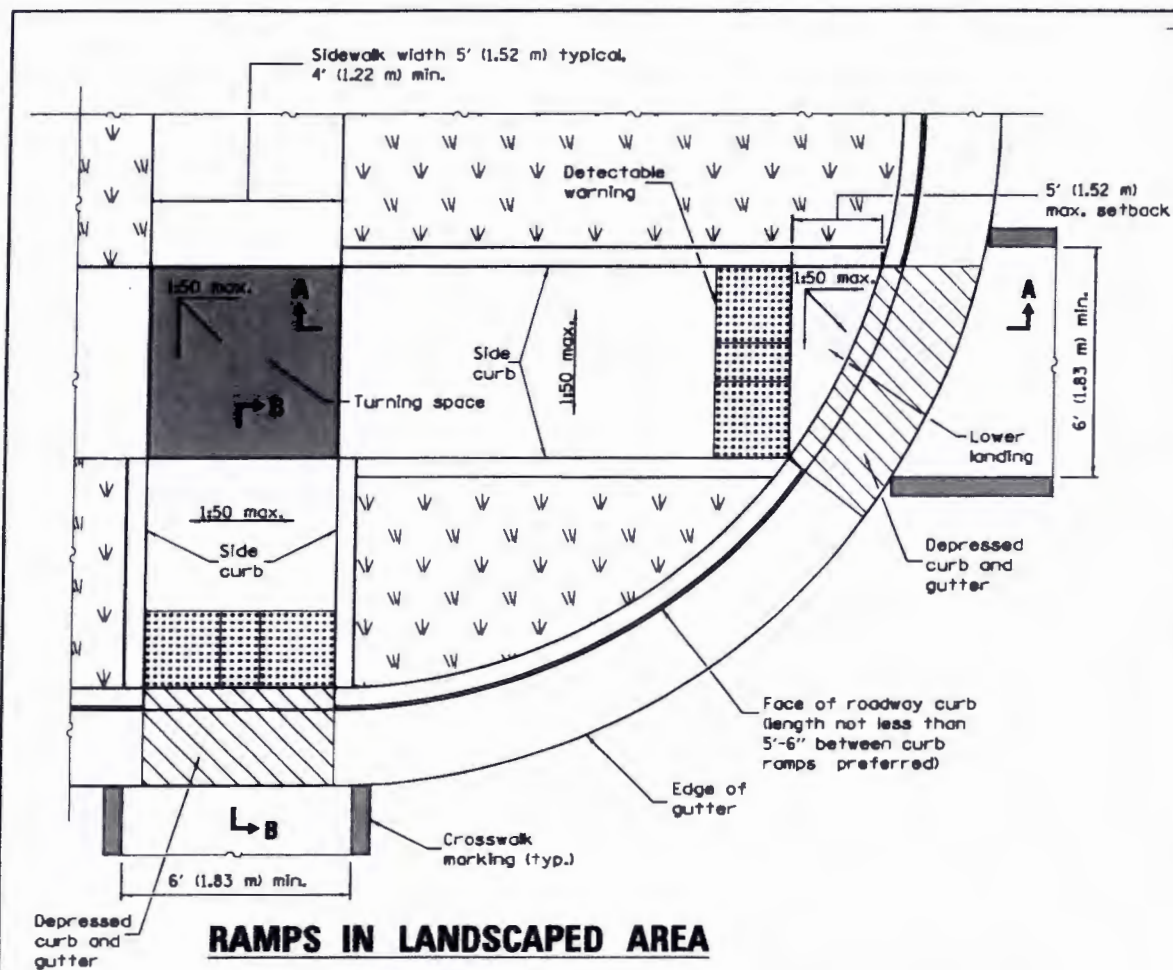 Sidewalk width 5' (1.52 m) typical,
4' (1.22 m) min.
Detectable
warning
5' (1.52 m)
max. setback
1:50 max.
A
1:50 max.
A
Side
curb
1:50 max.
6' (1.83 m) min.
B
Turning space
Lower
landing
1:50 max.
Side
curb
Depressed
curb and
gutter
Face of roadway curb
(length not less than
5'-6" between curb
ramps preferred)
Edge of
gutter
B
Crosswalk
marking (typ.)
6' (1.83 m) min.
Depressed
curb and
gutter
RAMPS IN LANDSCAPED AREA